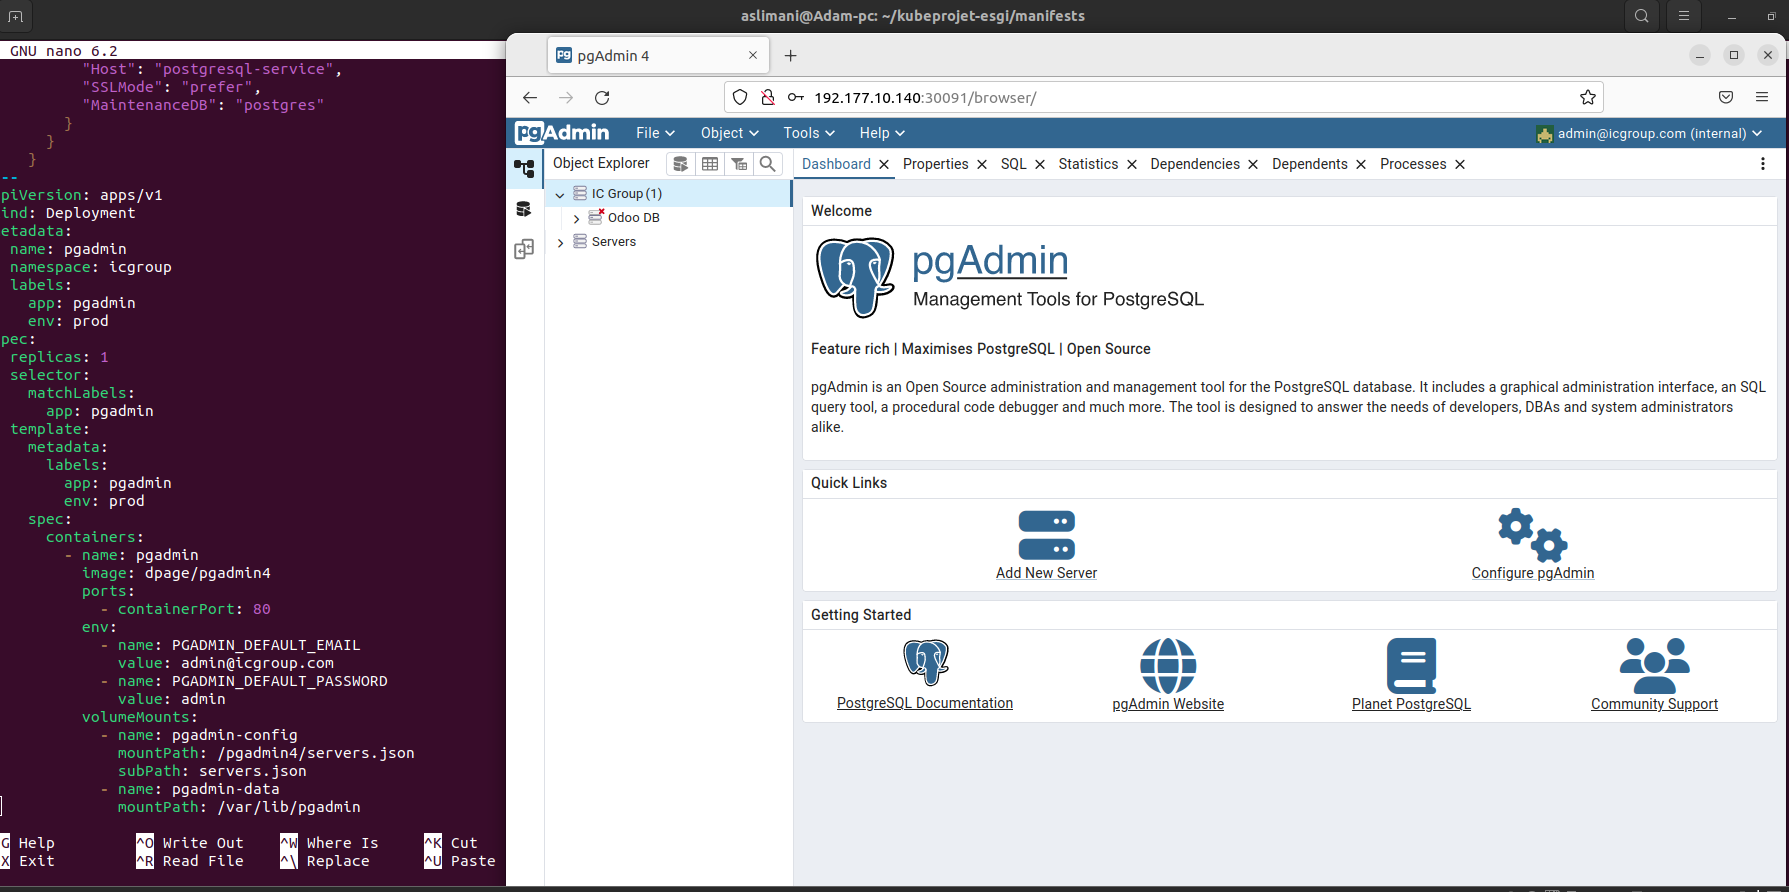 aslimani@Adam-pc: ~/kubeprojet-esgi/manifests
GNU nano 6.2
"Host": "postgresql-service",
"SSLMode": "prefer",
"MaintenanceDB": "postgres"
}
}
}
--
piVersion: apps/v1
ind: Deployment
etadata:
name: pgadmin
namespace: icgroup
labels:
app: pgadmin
env: prod
pec:
replicas: 1
selector:
matchLabels:
app: pgadmin
template:
metadata:
labels:
app: pgadmin
env: prod
spec:
containers:
- name: pgadmin
image: dpage/pgadmin4
ports:
- containerPort: 80
env:
- name: PGADMIN_DEFAULT_EMAIL
value: admin@icgroup.com
- name: PGADMIN_DEFAULT_PASSWORD
value: admin
volumeMounts:
- name: pgadmin-config
mountPath: /pgadmin4/servers.json
subPath: servers.json
- name: pgadmin-data
mountPath: /var/lib/pgadmin
G Help ^O Write Out ^W Where Is ^K Cut
X Exit ^R Read File ^\ Replace ^U Paste
pg pgAdmin 4
192.177.10.140:30091/browser/
pgAdmin File Object Tools Help admin@icgroup.com (internal)
Object Explorer
IC Group (1)
Odoo DB
Servers
Dashboard Properties SQL Statistics Dependencies Dependents Processes
Welcome
pgAdmin
Management Tools for PostgreSQL
Feature rich | Maximises PostgreSQL | Open Source
pgAdmin is an Open Source administration and management tool for the PostgreSQL database. It includes a graphical administration interface, an SQL
query tool, a procedural code debugger and much more. The tool is designed to answer the needs of developers, DBAs and system administrators
alike.
Quick Links
Add New Server Configure pgAdmin
Getting Started
PostgreSQL Documentation pgAdmin Website Planet PostgreSQL Community Support